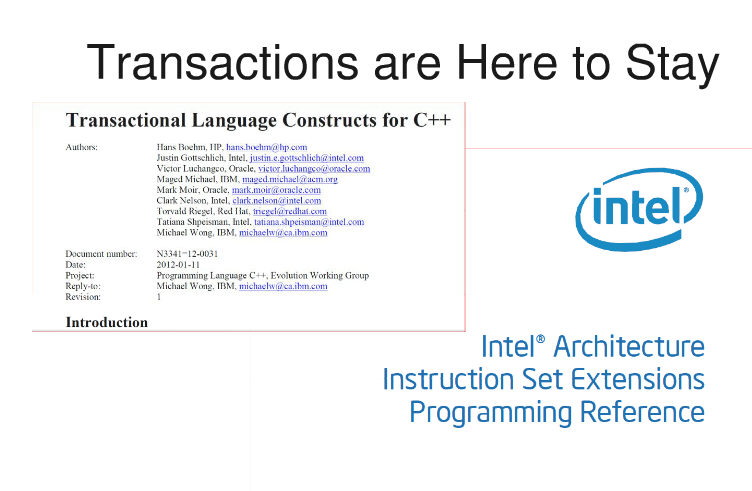 Transactions are Here to Stay
Transactional Language Constructs for C++
Authors: Hans Boehm, HP, hans.boehm@hp.com
Justin Gottschlich, Intel, justin.e.gottschlich@intel.com
Victor Luchangco, Oracle, victor.luchangco@oracle.com
Maged Michael, IBM, maged.michael@acm.org
Mark Moir, Oracle, mark.moir@oracle.com
Clark Nelson, Intel, clark.nelson@intel.com
Torvald Riegel, Red Hat, triegel@redhat.com
Tatiana Shpeisman, Intel, tatiana.shpeisman@intel.com
Michael Wong, IBM, michaelw@ca.ibm.com
Document number: N3341=12-0031
Date: 2012-01-11
Project: Programming Language C++, Evolution Working Group
Reply-to: Michael Wong, IBM, michaelw@ca.ibm.com
Revision: 1
Introduction
intel®
Intel® Architecture
Instruction Set Extensions
Programming Reference